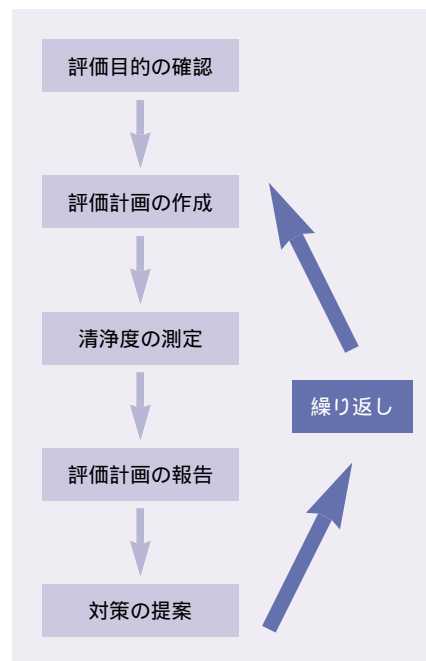 評価目的の確認
評価計画の作成
清浄度の測定
繰り返し
評価計画の報告
対策の提案